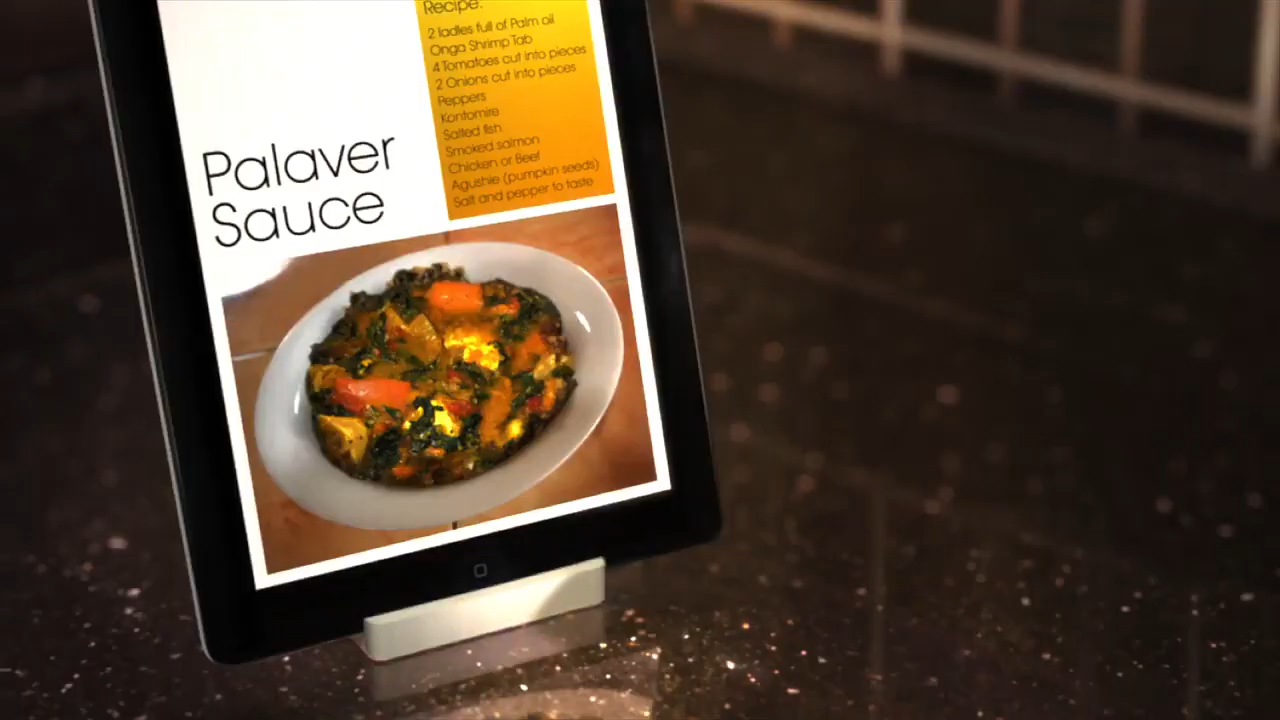 Recipe:
2 ladles full of Palm oil
Onga Shrimp Tab
4 Tomatoes cut into pieces
2 Onions cut into pieces
Peppers
Kontomire
Salted fish
Smoked salmon
Chicken or Beef
Agushie (pumpkin seeds)
Salt and pepper to taste
Palaver
Sauce